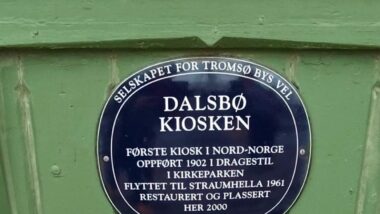 SELSKAPET FOR TROMSØ BYS VEL
DALSBØ
KIOSKEN
FØRSTE KIOSK I NORD-NORGE
OPPFØRT 1902 I DRAGESTIL
I KIRKEPARKEN
FLYTTET TIL STRAUMHELLA 1961
RESTAURERT OG PLASSERT
HER 2000